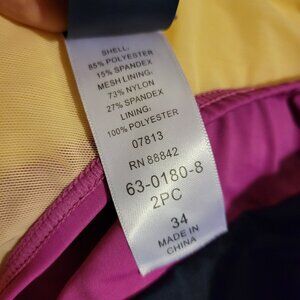 SHELL:
85% POLYESTER
15% SPANDEX
MESH LINING:
73% NYLON
27% SPANDEX
LINING:
100% POLYESTER
07813
RN 88842
63-0180-8
2PC
34
MADE IN
CHINA